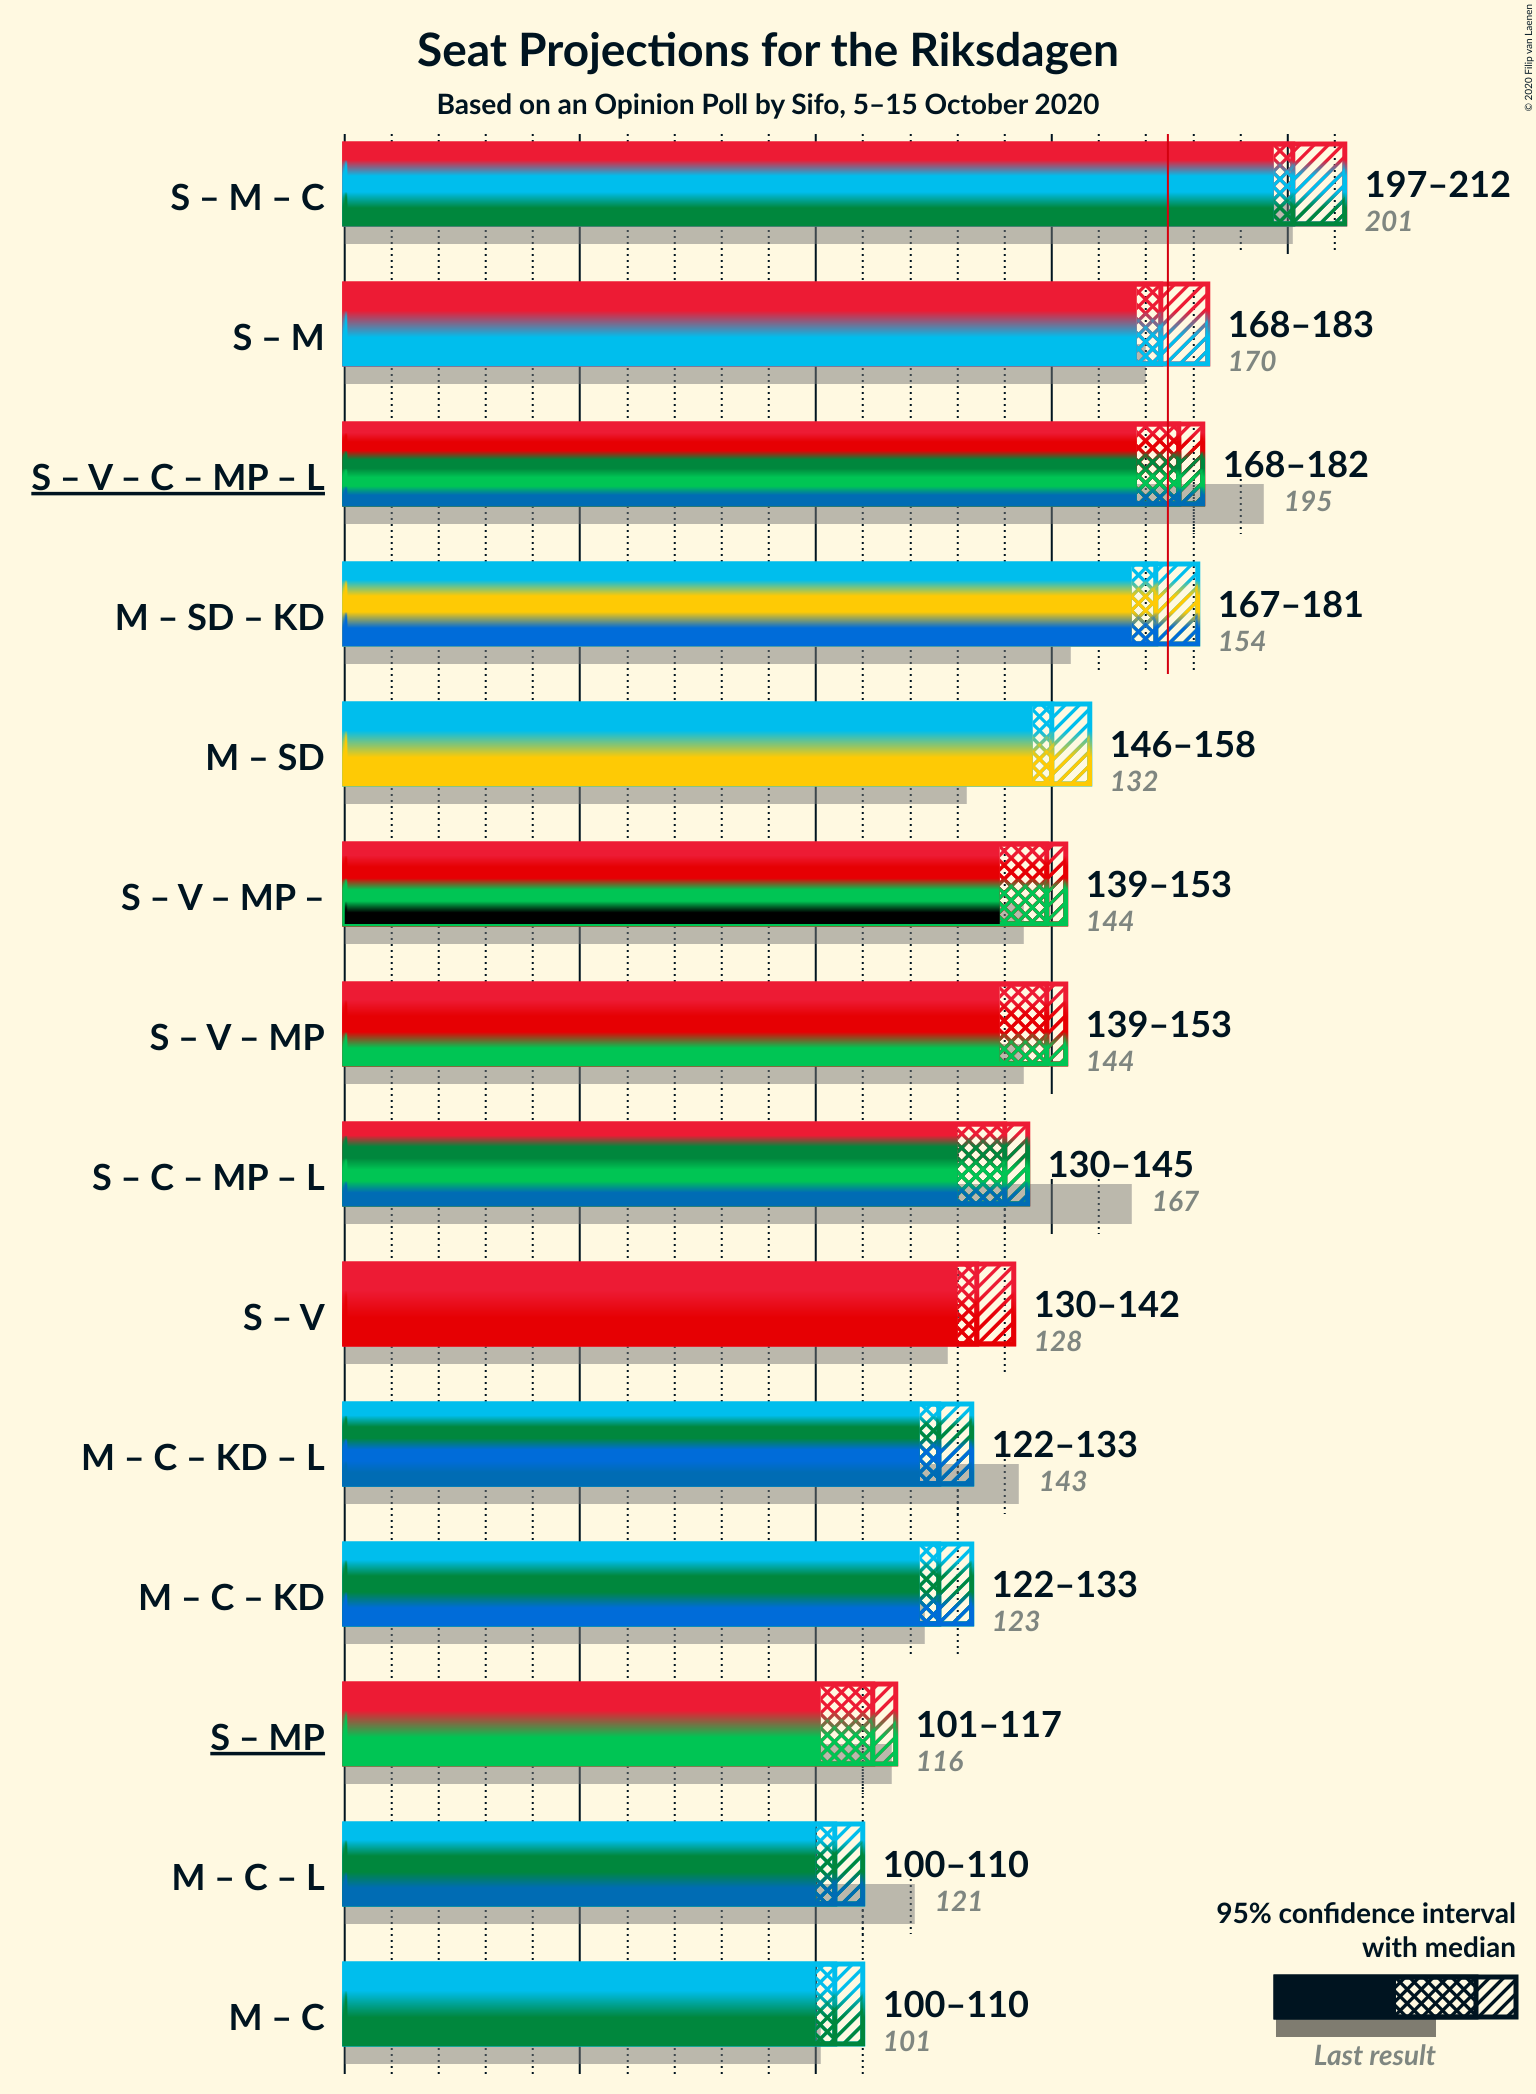 Seat Projections for the Riksdagen
Based on an Opinion Poll by Sifo, 5–15 October 2020
© 2020 Filip van Laenen
S – M – C
197–212
201
S – M
168–183
170
S – V – C – MP – L
168–182
195
M – SD – KD
167–181
154
M – SD
146–158
132
S – V – MP –
139–153
144
S – V – MP
139–153
144
S – C – MP – L
130–145
167
S – V
130–142
128
M – C – KD – L
122–133
143
M – C – KD
122–133
123
S – MP
101–117
116
M – C – L
100–110
121
M – C
100–110
101
95% confidence interval
with median
Last result